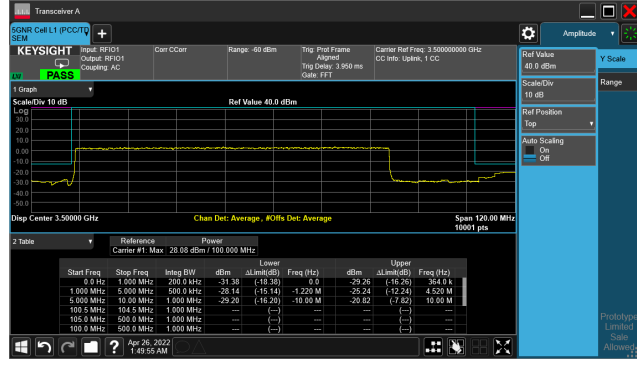 Transceiver A
5GNR Cell L1 (PCC/T
SEM
Amplitude
KEYSIGHT
Input: RFIO1
Output: RFIO1
Coupling: AC
Corr CCorr
Range: -60 dBm
Trig: Prot Frame
Aligned
Trig Delay: 3.950 ms
Gate: FFT
Carrier Ref Freq: 3.500000000 GHz
CC Info: Uplink, 1 CC
PASS
Ref Value
40.0 dBm
Y Scale
Scale/Div
10 dB
Range
Ref Position
Top
Auto Scaling
On
Off
1 Graph
Scale/Div 10 dB
Ref Value 40.0 dBm
Log
30.0
20.0
10.0
0.00
-10.0
-20.0
-30.0
-40.0
-50.0
Disp Center 3.50000 GHz
Chan Det: Average, #Offs Det: Average
Span 120.00 MHz
10001 pts
2 Table
Reference Power
Carrier #1: Max 28.08 dBm / 100.000 MHz
Lower Upper
Start Freq Stop Freq Integ BW dBm ΔLimit(dB) Freq (Hz) dBm ΔLimit(dB) Freq (Hz)
0.0 Hz 1.000 MHz 200.0 kHz -31.38 (-18.38) 0.0 -29.26 (-16.26) 364.0 k
1.000 MHz 5.000 MHz 500.0 kHz -28.14 (-15.14) -1.220 M -25.24 (-12.24) 4.520 M
5.000 MHz 10.00 MHz 1.000 MHz -29.20 (-16.20) -10.00 M -20.82 (-7.82) 10.00 M
100.5 MHz 104.5 MHz 1.000 MHz --- (---) --- (---)
105.0 MHz 500.0 MHz 1.000 MHz --- (---) --- (---)
100.0 MHz 500.0 MHz 1.000 MHz --- (---) --- (---)
Prototype
Limited
Sale
Allowed
Apr 26, 2022
1:49:55 AM